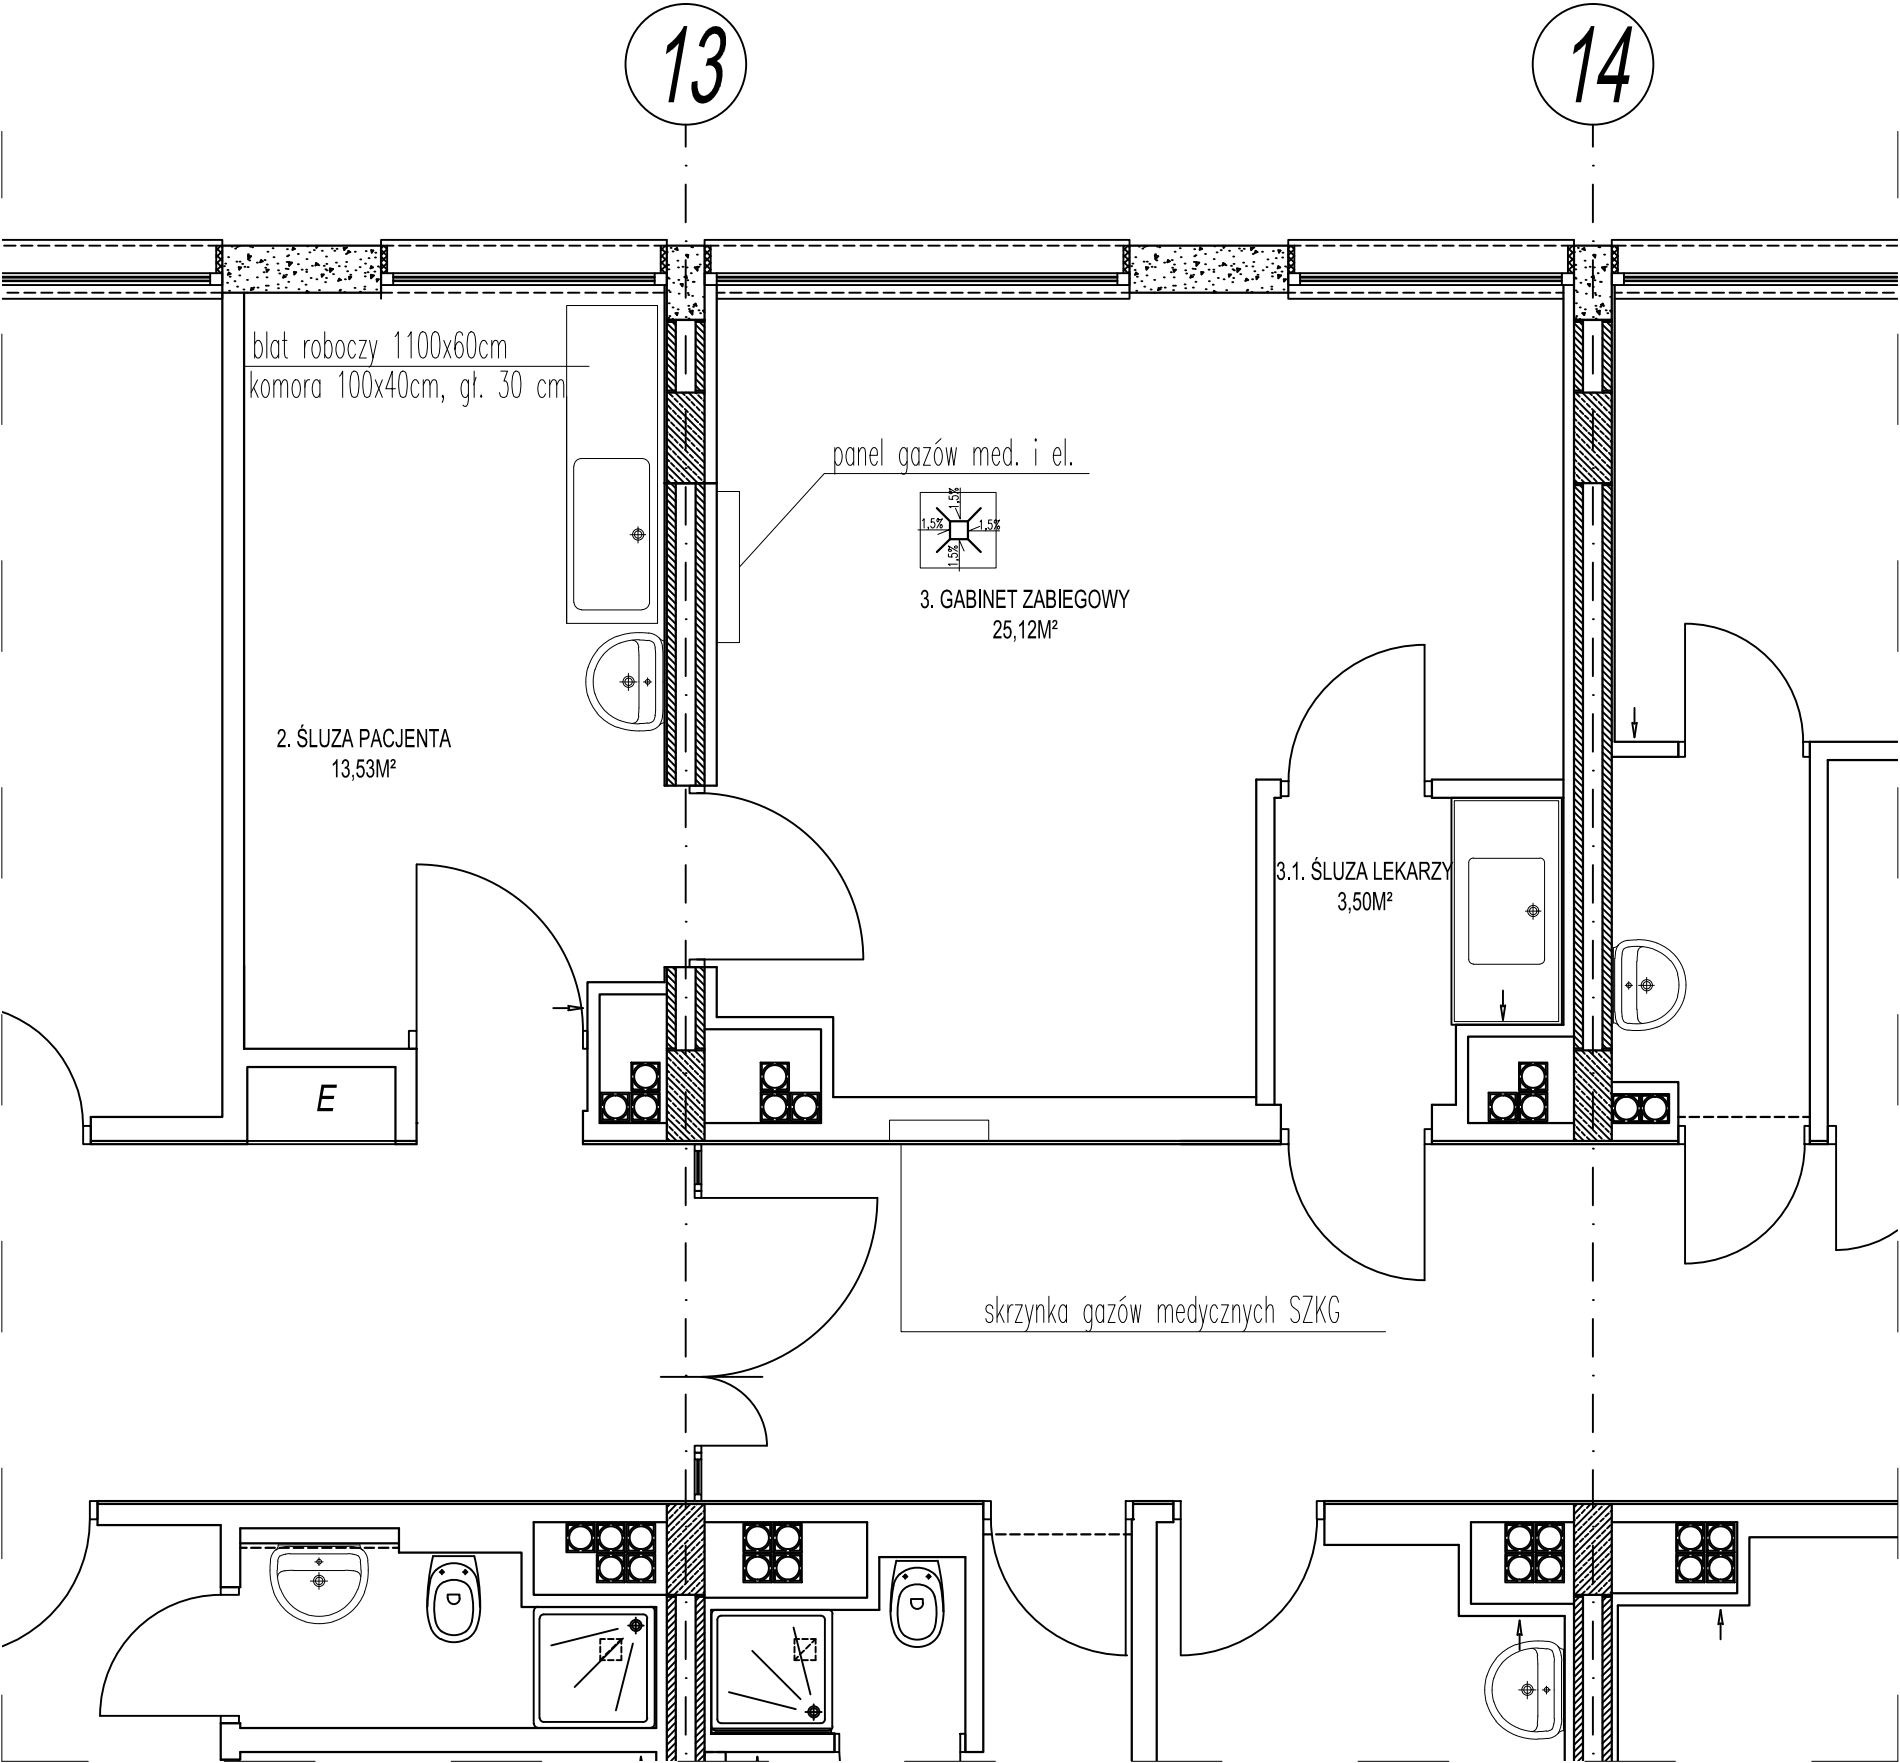 13
14
blat roboczy 1100x60cm
komora 100x40cm, gł. 30 cm
panel gazów med. i el.
1,5%
1,5%
1,5%
1,5%
3. GABINET ZABIEGOWY
25,12M²
2. ŚLUZA PACJENTA
13,53M²
3.1. ŚLUZA LEKARZY
3,50M²
E
skrzynka gazów medycznych SZKG